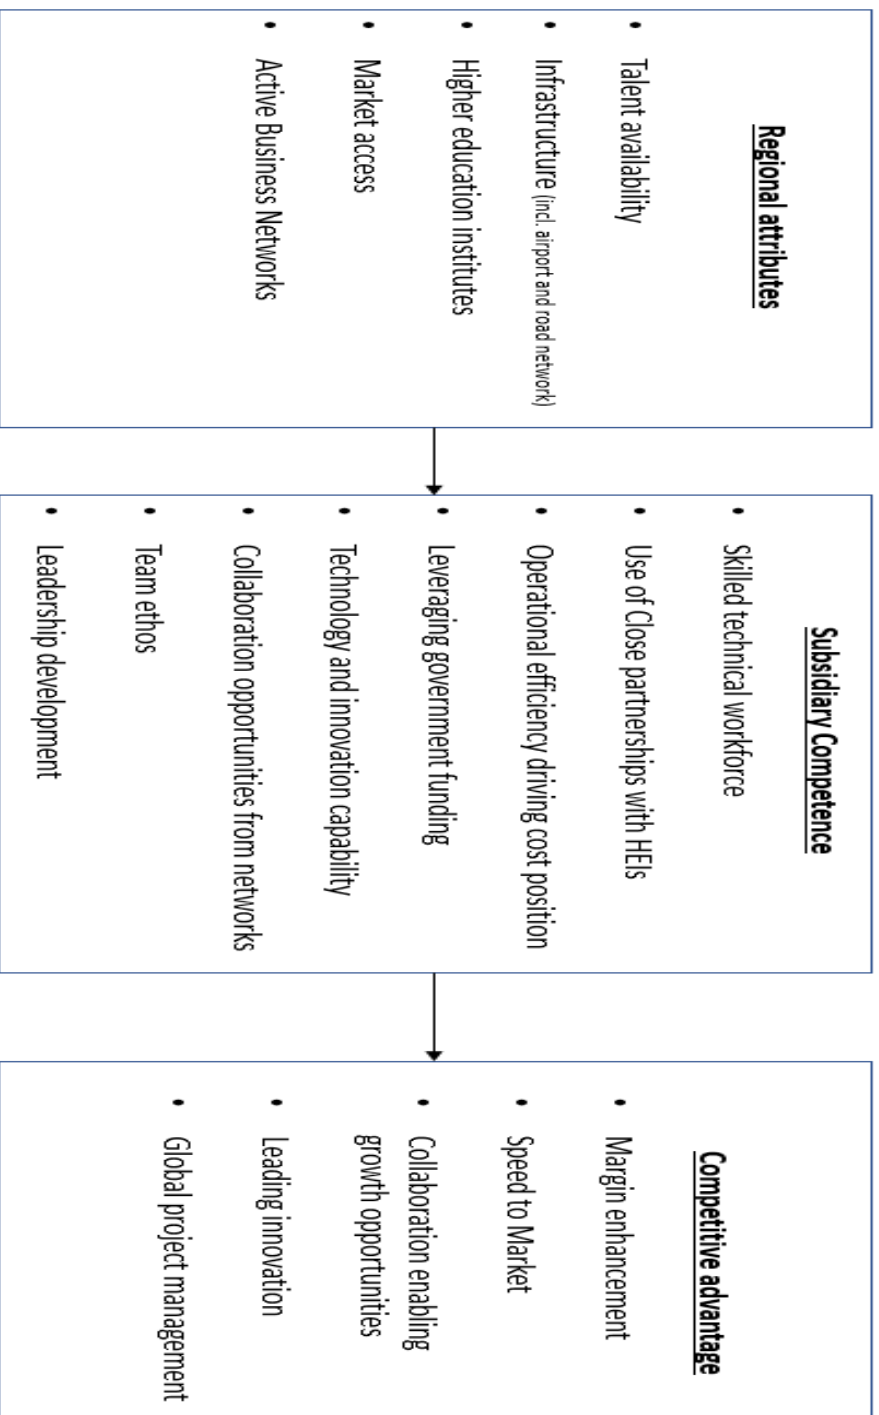 Regional attributes
• Talent availability
• Infrastructure (incl. airport and road network)
• Higher education institutes
• Market access
• Active Business Networks
Subsidiary Competence
• Skilled technical workforce
• Use of Close partnerships with HEIs
• Operational efficiency driving cost position
• Leveraging government funding
• Technology and innovation capability
• Collaboration opportunities from networks
• Team ethos
• Leadership development
Competitive advantage
• Margin enhancement
• Speed to Market
• Collaboration enabling
growth opportunities
• Leading innovation
• Global project management